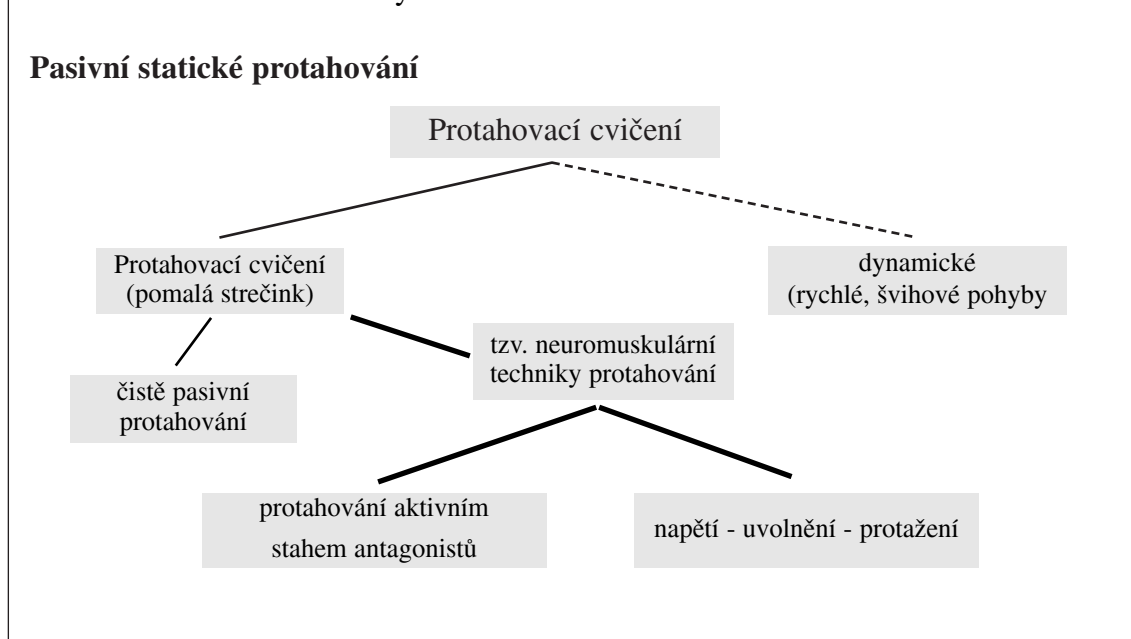 Pasivní statické protahování
Protahovací cvičení
Protahovací cvičení
(pomalá strečink)
dynamické
(rychlé, švihové pohyby
tzv. neuromuskulární
techniky protahování
čistě pasivní
protahování
protahování aktivním
stahem antagonistů
napětí - uvolnění - protažení